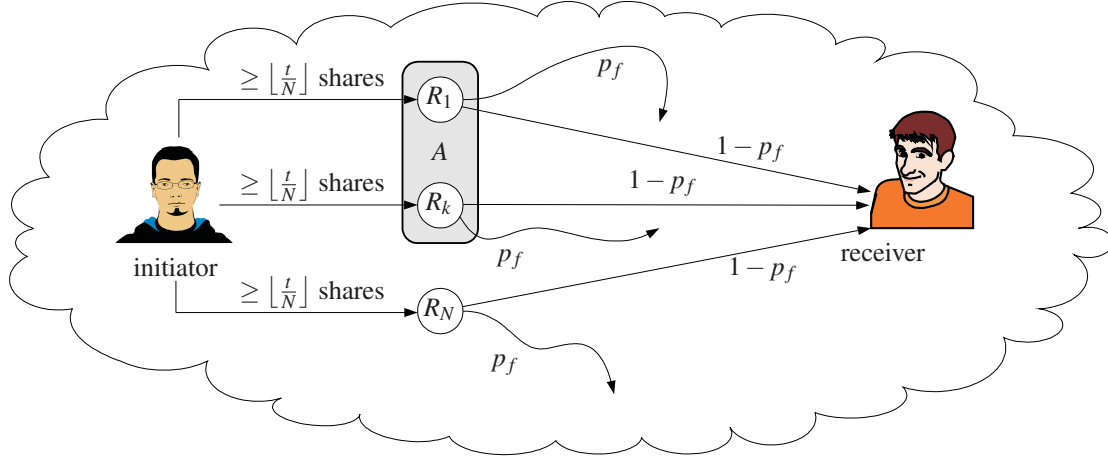 ≥ ⌊t/N⌋ shares
R_1
p_f
A
1 − p_f
≥ ⌊t/N⌋ shares
R_k
1 − p_f
p_f
initiator
receiver
≥ ⌊t/N⌋ shares
R_N
1 − p_f
p_f